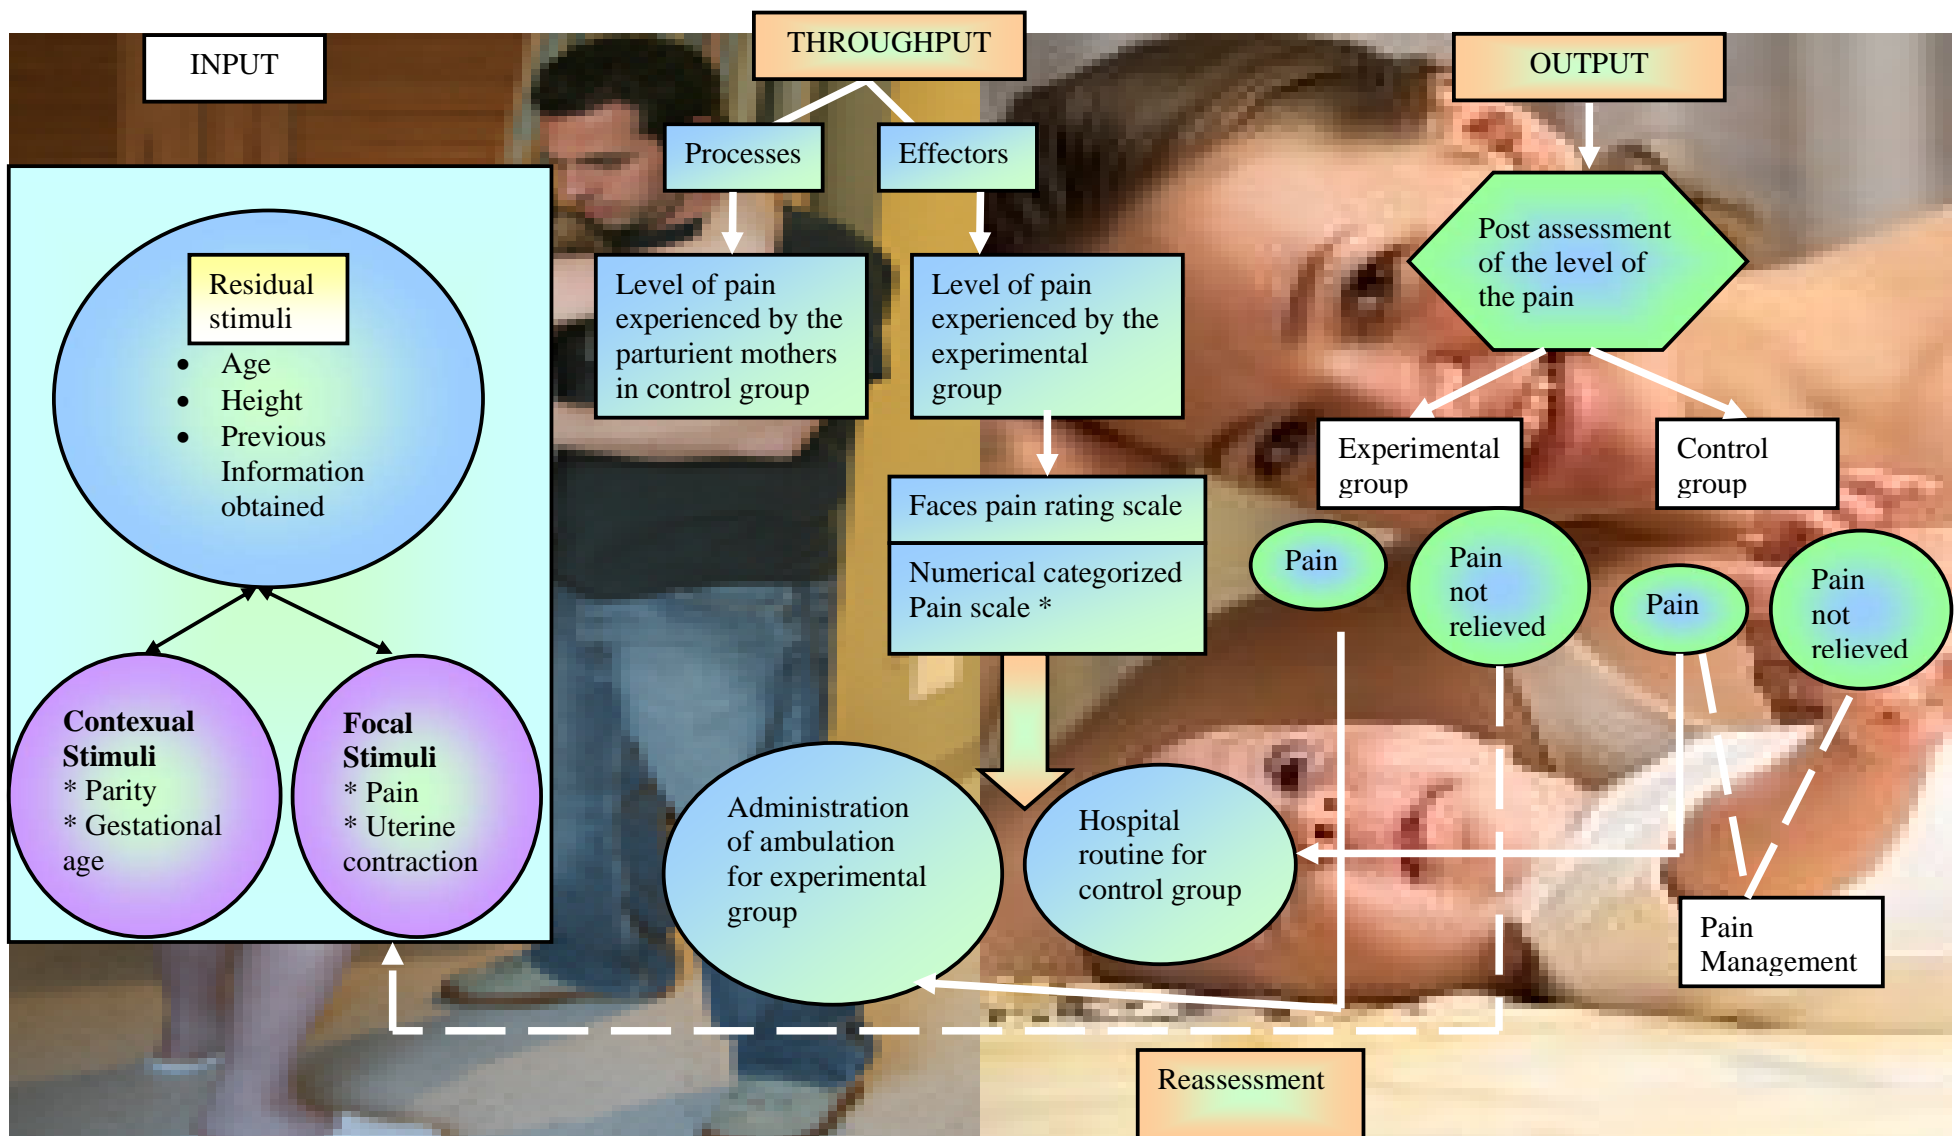 INPUT
THROUGHPUT
OUTPUT
Processes
Effectors
Residual
stimuli
• Age
• Height
• Previous
Information
obtained
Contexual
Stimuli
* Parity
* Gestational
age
Focal
Stimuli
* Pain
* Uterine
contraction
Level of pain
experienced by the
parturient mothers
in control group
Level of pain
experienced by the
experimental
group
Faces pain rating scale
Numerical categorized
Pain scale *
Administration
of ambulation
for experimental
group
Hospital
routine for
control group
Post assessment
of the level of
the pain
Experimental
group
Control
group
Pain
Pain
not
relieved
Pain
Pain
not
relieved
Pain
Management
Reassessment